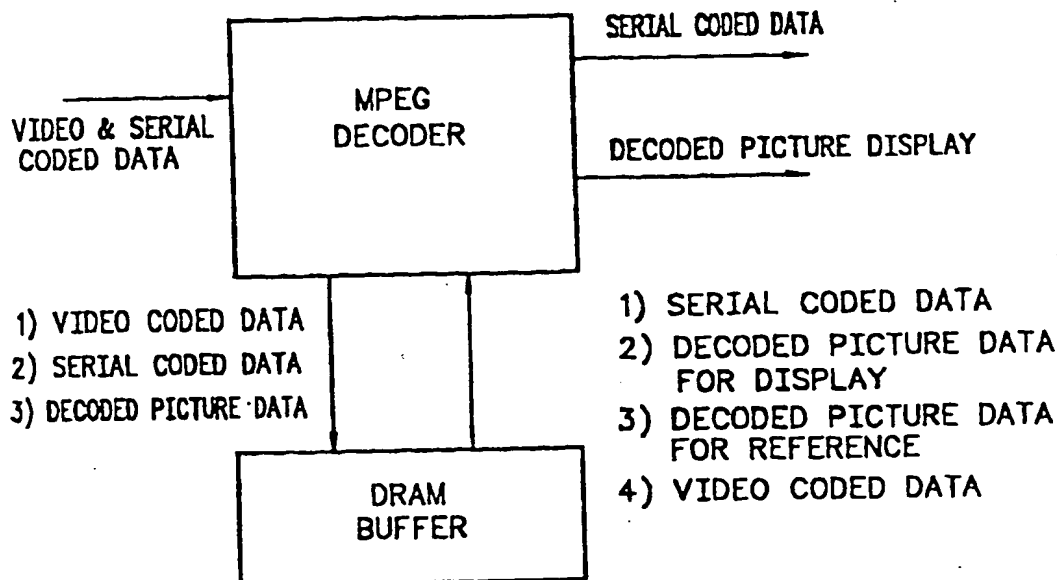 SERIAL CODED DATA
MPEG
DECODER
VIDEO & SERIAL
CODED DATA
DECODED PICTURE DISPLAY
1) VIDEO CODED DATA
2) SERIAL CODED DATA
3) DECODED PICTURE DATA
1) SERIAL CODED DATA
2) DECODED PICTURE DATA
FOR DISPLAY
3) DECODED PICTURE DATA
FOR REFERENCE
4) VIDEO CODED DATA
DRAM
BUFFER